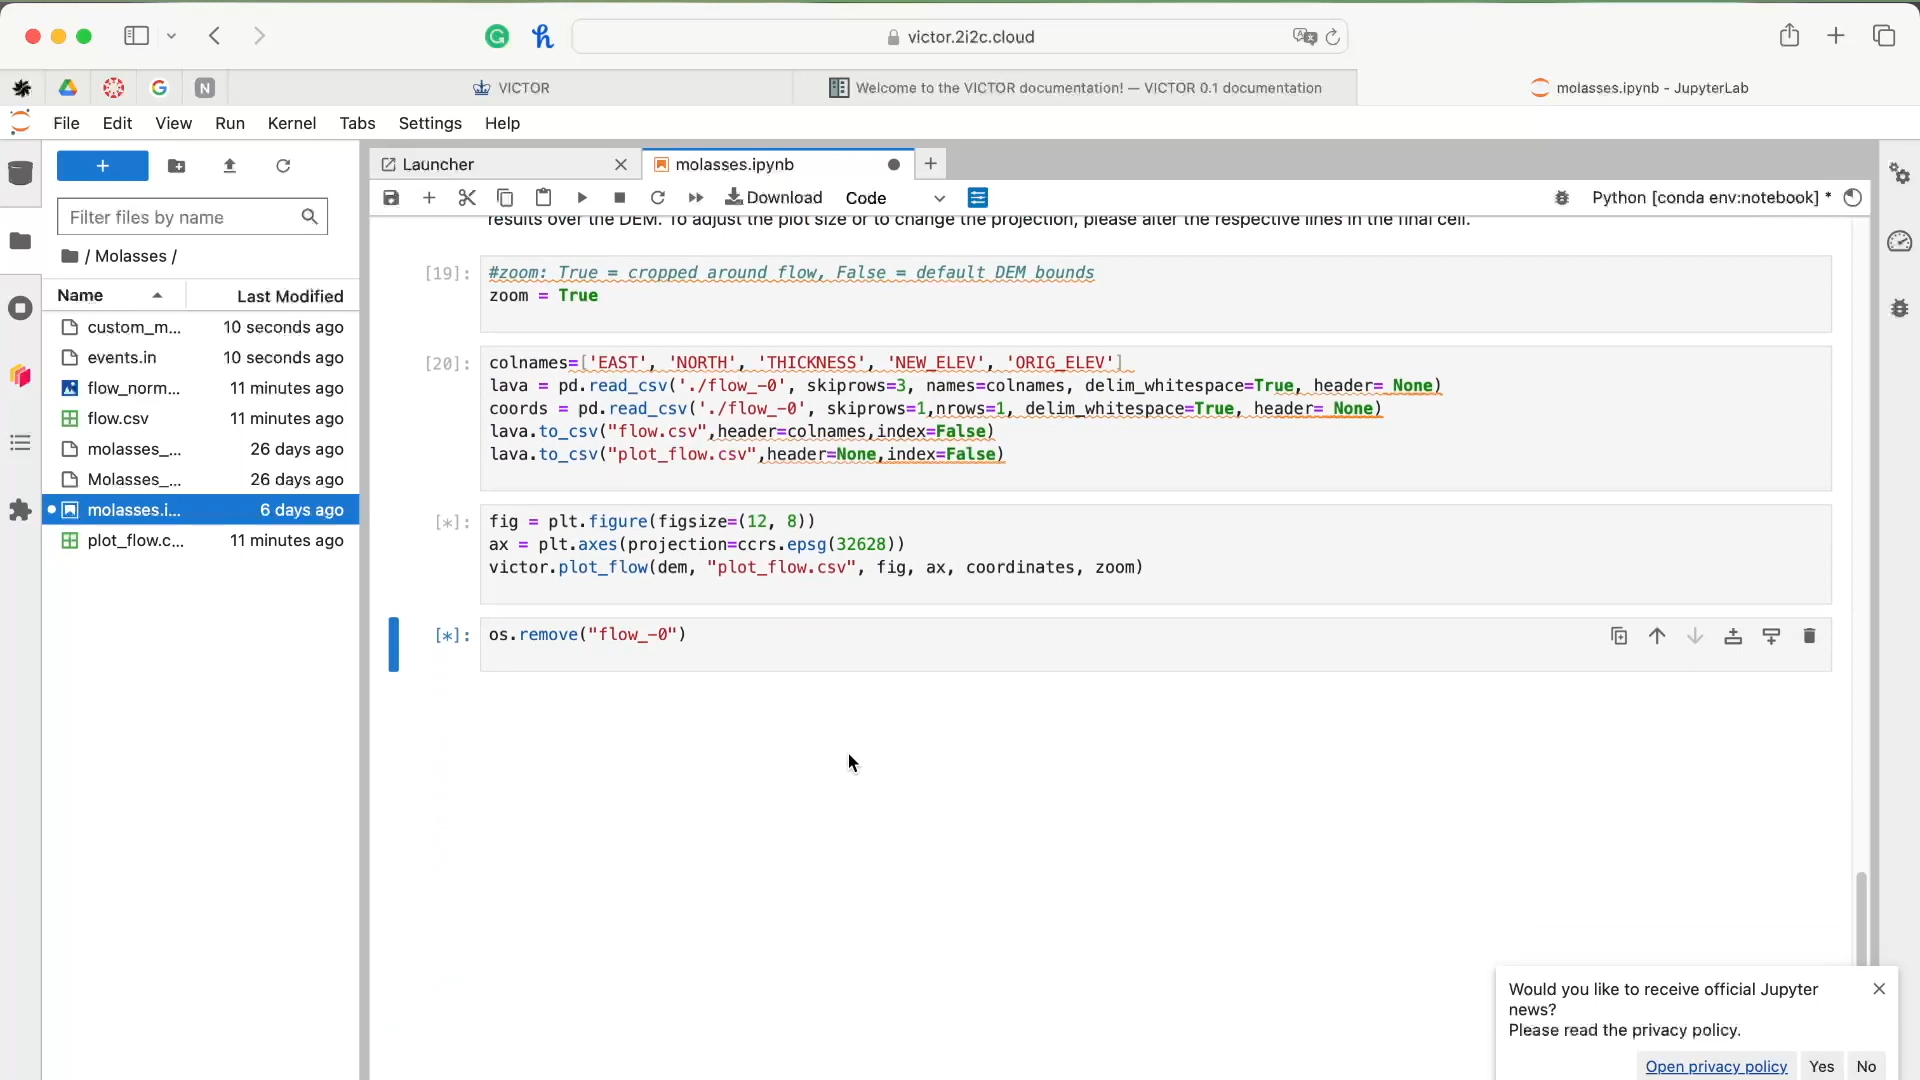 victor.2i2c.cloud
VICTOR
Welcome to the VICTOR documentation! — VICTOR 0.1 documentation
molasses.ipynb - JupyterLab
File Edit View Run Kernel Tabs Settings Help
Launcher
molasses.ipynb
Download Code
Python [conda env:notebook] *
Filter files by name
/ Molasses /
Name Last Modified
custom_m... 10 seconds ago
events.in 10 seconds ago
flow_norm... 11 minutes ago
flow.csv 11 minutes ago
molasses_... 26 days ago
Molasses_... 26 days ago
molasses.i... 6 days ago
plot_flow.c... 11 minutes ago
results over the DEM. To adjust the plot size or to change the projection, please alter the respective lines in the final cell.
[19]: #zoom: True = cropped around flow, False = default DEM bounds
zoom = True
[20]: colnames=['EAST', 'NORTH', 'THICKNESS', 'NEW_ELEV', 'ORIG_ELEV']
lava = pd.read_csv('./flow_-0', skiprows=3, names=colnames, delim_whitespace=True, header= None)
coords = pd.read_csv('./flow_-0', skiprows=1,nrows=1, delim_whitespace=True, header= None)
lava.to_csv("flow.csv",header=colnames,index=False)
lava.to_csv("plot_flow.csv",header=None,index=False)
[*]: fig = plt.figure(figsize=(12, 8))
ax = plt.axes(projection=ccrs.epsg(32628))
victor.plot_flow(dem, "plot_flow.csv", fig, ax, coordinates, zoom)
[*]: os.remove("flow_-0")
Would you like to receive official Jupyter
news?
Please read the privacy policy.
Open privacy policy Yes No